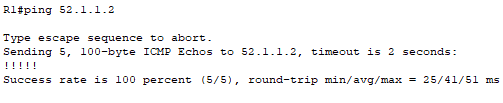 R1#ping 52.1.1.2
Type escape sequence to abort.
Sending 5, 100-byte ICMP Echos to 52.1.1.2, timeout is 2 seconds:
!!!!!
Success rate is 100 percent (5/5), round-trip min/avg/max = 25/41/51 ms